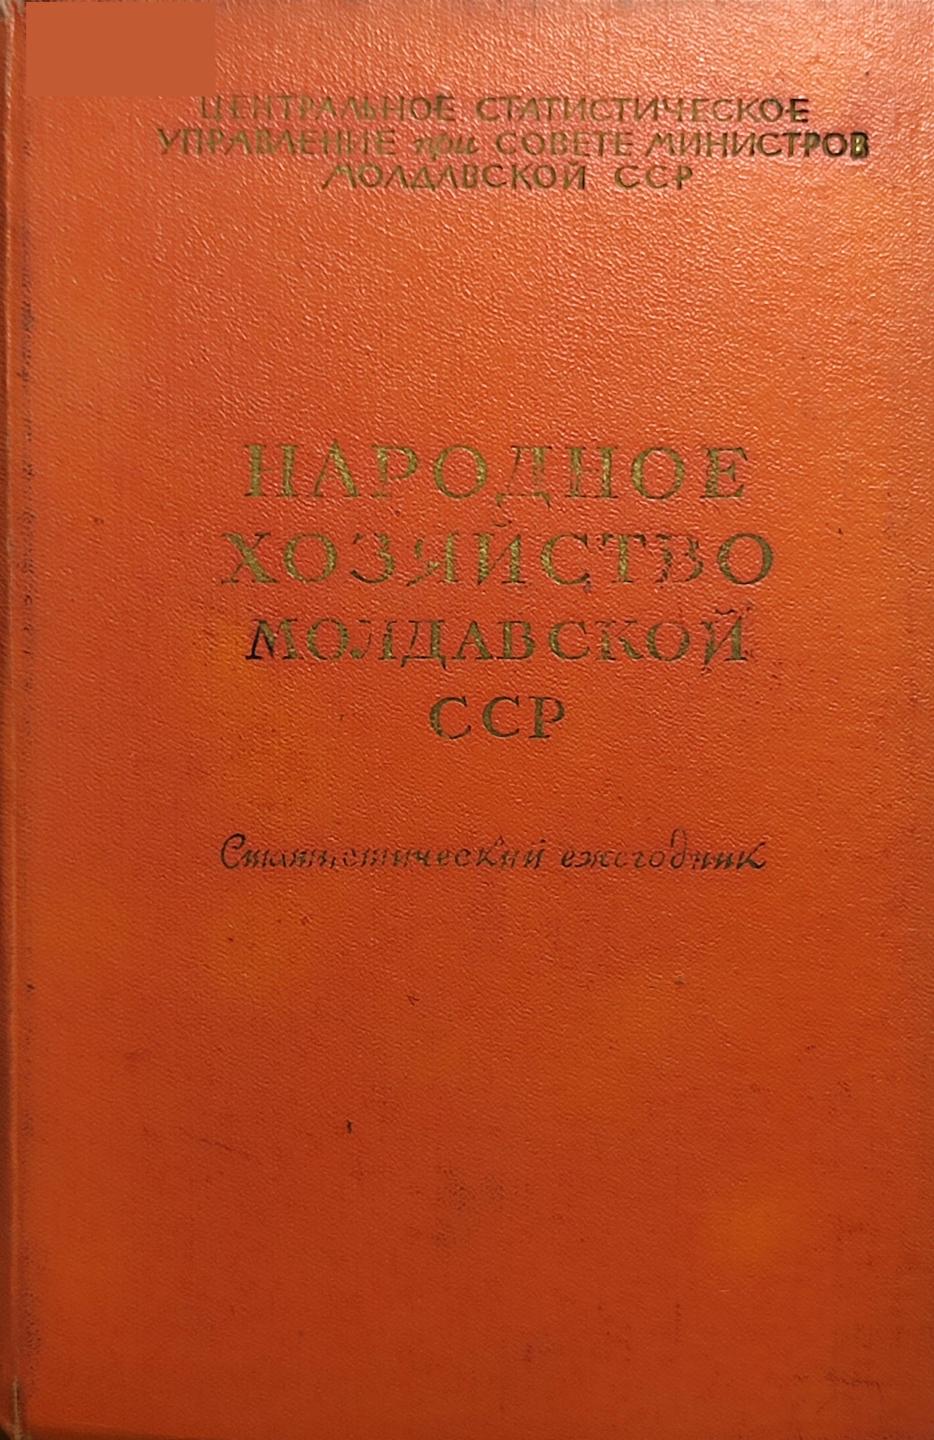 ЦЕНТРАЛЬНОЕ СТАТИСТИЧЕСКОЕ
УПРАВЛЕНИЕ при СОВЕТЕ МИНИСТРОВ
МОЛДАВСКОЙ ССР
НАРОДНОЕ
ХОЗЯЙСТВО
МОЛДАВСКОЙ
ССР
Статистический ежегодник